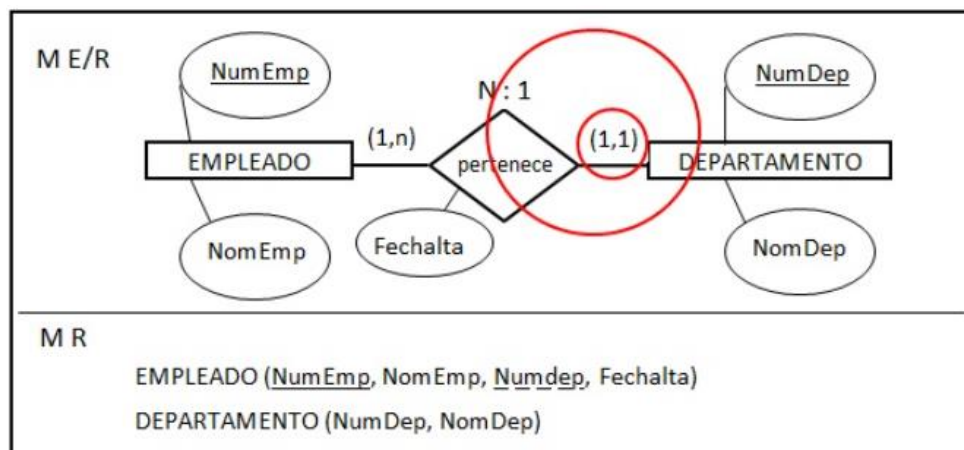 M E/R
NumEmp
NumDep
N : 1
(1,n)
(1,1)
EMPLEADO
pertenece
DEPARTAMENTO
NomEmp
Fechalta
NomDep
M R
EMPLEADO (NumEmp, NomEmp, Numdep, Fechalta)
DEPARTAMENTO (NumDep, NomDep)